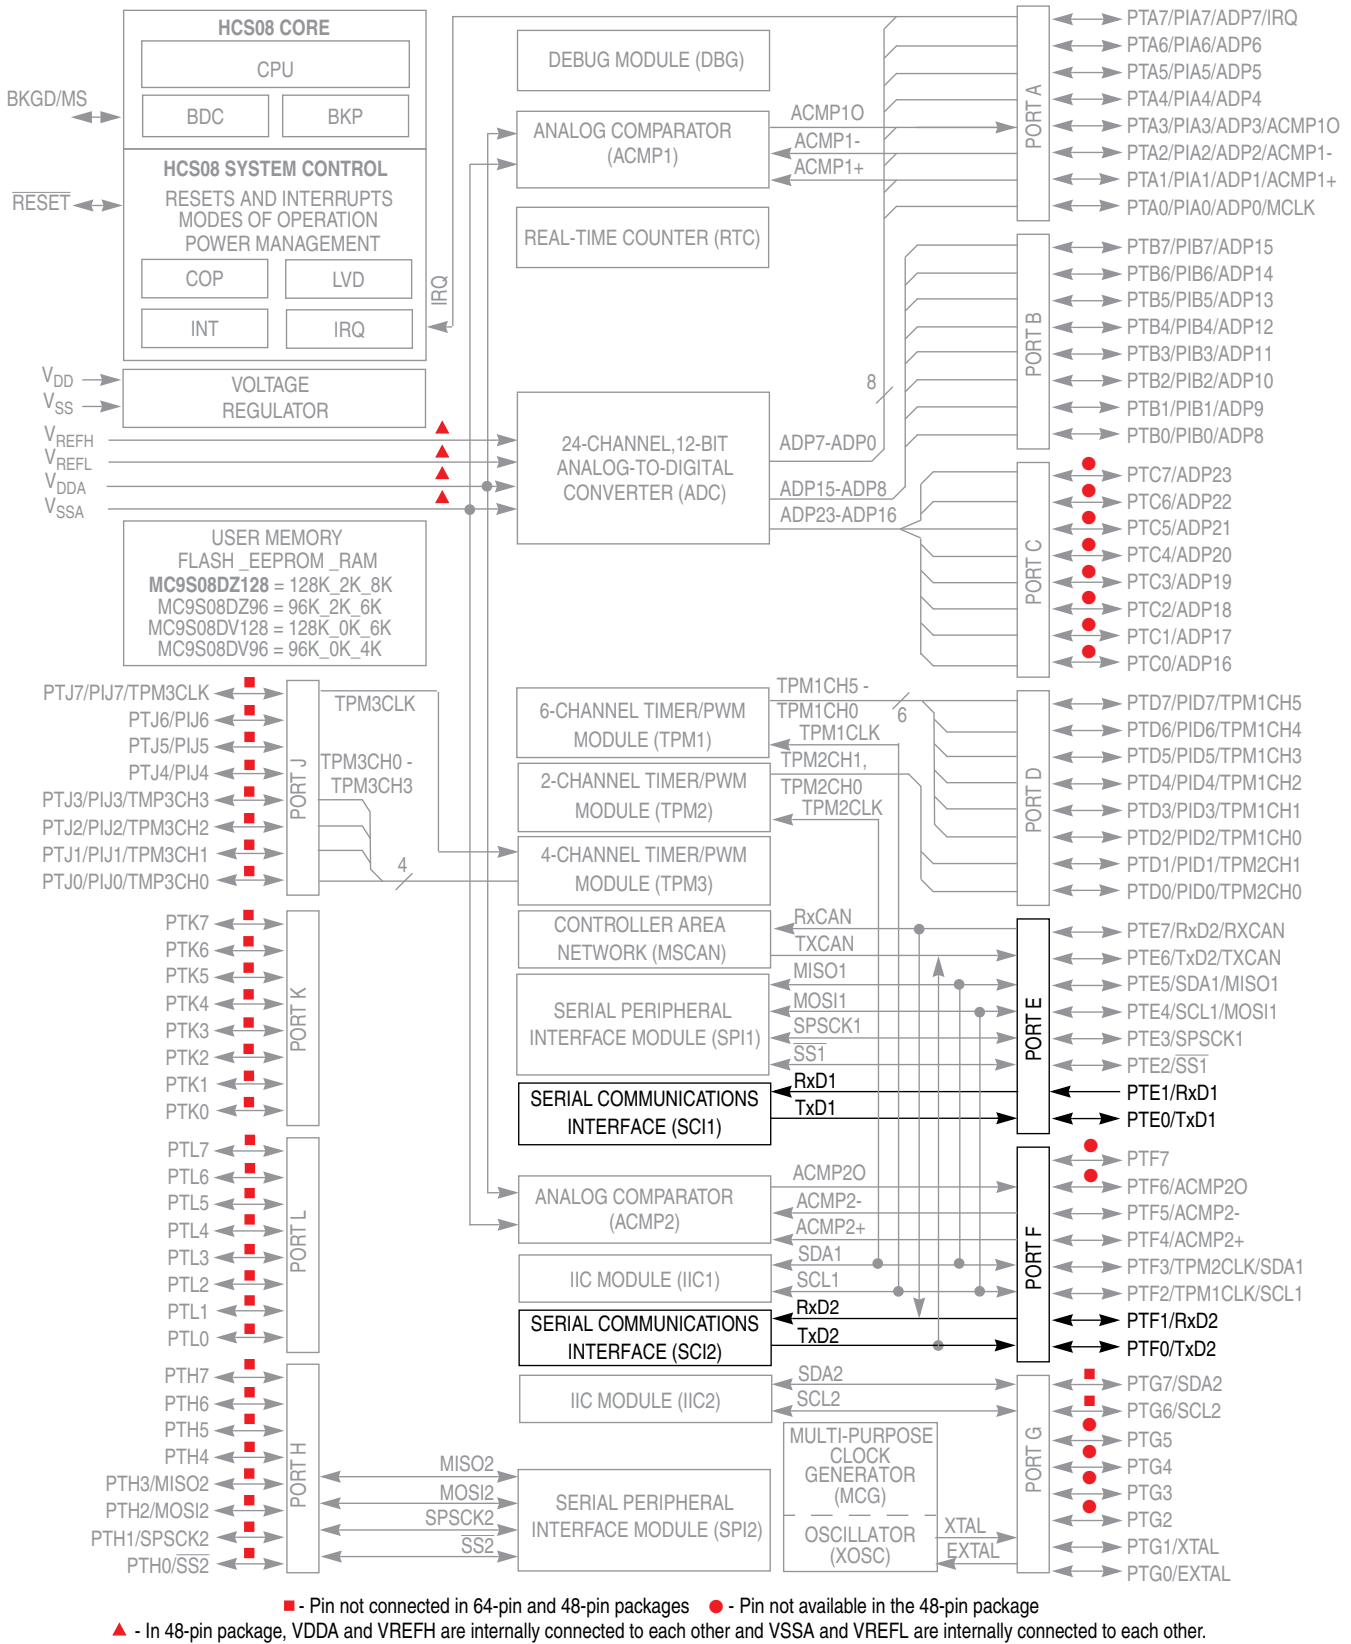 HCS08 CORE
CPU
BDC
BKP
BKGD/MS
HCS08 SYSTEM CONTROL
RESETS AND INTERRUPTS
MODES OF OPERATION
POWER MANAGEMENT
COP
LVD
INT
IRQ
RESET
IRQ
VDD
VSS
VOLTAGE
REGULATOR
VREFH
VREFL
VDDA
VSSA
USER MEMORY
FLASH _EEPROM _RAM
MC9S08DZ128 = 128K_2K_8K
MC9S08DZ96 = 96K_2K_6K
MC9S08DV128 = 128K_0K_6K
MC9S08DV96 = 96K_0K_4K
DEBUG MODULE (DBG)
ANALOG COMPARATOR
(ACMP1)
ACMP1O
ACMP1-
ACMP1+
REAL-TIME COUNTER (RTC)
24-CHANNEL,12-BIT
ANALOG-TO-DIGITAL
CONVERTER (ADC)
8
ADP7-ADP0
ADP15-ADP8
ADP23-ADP16
PORT A
PTA7/PIA7/ADP7/IRQ
PTA6/PIA6/ADP6
PTA5/PIA5/ADP5
PTA4/PIA4/ADP4
PTA3/PIA3/ADP3/ACMP1O
PTA2/PIA2/ADP2/ACMP1-
PTA1/PIA1/ADP1/ACMP1+
PTA0/PIA0/ADP0/MCLK
PORT B
PTB7/PIB7/ADP15
PTB6/PIB6/ADP14
PTB5/PIB5/ADP13
PTB4/PIB4/ADP12
PTB3/PIB3/ADP11
PTB2/PIB2/ADP10
PTB1/PIB1/ADP9
PTB0/PIB0/ADP8
PORT C
PTC7/ADP23
PTC6/ADP22
PTC5/ADP21
PTC4/ADP20
PTC3/ADP19
PTC2/ADP18
PTC1/ADP17
PTC0/ADP16
PTJ7/PIJ7/TPM3CLK
PTJ6/PIJ6
PTJ5/PIJ5
PTJ4/PIJ4
PTJ3/PIJ3/TMP3CH3
PTJ2/PIJ2/TPM3CH2
PTJ1/PIJ1/TPM3CH1
PTJ0/PIJ0/TMP3CH0
PORT J
TPM3CLK
TPM3CH0 -
TPM3CH3
4
6-CHANNEL TIMER/PWM
MODULE (TPM1)
TPM1CH5 -
TPM1CH0
6
TPM1CLK
2-CHANNEL TIMER/PWM
MODULE (TPM2)
TPM2CH1,
TPM2CH0
TPM2CLK
4-CHANNEL TIMER/PWM
MODULE (TPM3)
PORT D
PTD7/PID7/TPM1CH5
PTD6/PID6/TPM1CH4
PTD5/PID5/TPM1CH3
PTD4/PID4/TPM1CH2
PTD3/PID3/TPM1CH1
PTD2/PID2/TPM1CH0
PTD1/PID1/TPM2CH1
PTD0/PID0/TPM2CH0
PTK7
PTK6
PTK5
PTK4
PTK3
PTK2
PTK1
PTK0
PORT K
CONTROLLER AREA
NETWORK (MSCAN)
RxCAN
TXCAN
SERIAL PERIPHERAL
INTERFACE MODULE (SPI1)
MISO1
MOSI1
SPSCK1
SS1
SERIAL COMMUNICATIONS
INTERFACE (SCI1)
RxD1
TxD1
PORT E
PTE7/RxD2/RXCAN
PTE6/TxD2/TXCAN
PTE5/SDA1/MISO1
PTE4/SCL1/MOSI1
PTE3/SPSCK1
PTE2/SS1
PTE1/RxD1
PTE0/TxD1
PTL7
PTL6
PTL5
PTL4
PTL3
PTL2
PTL1
PTL0
PORT L
ANALOG COMPARATOR
(ACMP2)
ACMP2O
ACMP2-
ACMP2+
IIC MODULE (IIC1)
SDA1
SCL1
SERIAL COMMUNICATIONS
INTERFACE (SCI2)
RxD2
TxD2
PORT F
PTF7
PTF6/ACMP2O
PTF5/ACMP2-
PTF4/ACMP2+
PTF3/TPM2CLK/SDA1
PTF2/TPM1CLK/SCL1
PTF1/RxD2
PTF0/TxD2
PTH7
PTH6
PTH5
PTH4
PTH3/MISO2
PTH2/MOSI2
PTH1/SPSCK2
PTH0/SS2
PORT H
MISO2
MOSI2
SPSCK2
SS2
IIC MODULE (IIC2)
SDA2
SCL2
SERIAL PERIPHERAL
INTERFACE MODULE (SPI2)
MULTI-PURPOSE
CLOCK
GENERATOR
(MCG)
OSCILLATOR
(XOSC)
XTAL
EXTAL
PORT G
PTG7/SDA2
PTG6/SCL2
PTG5
PTG4
PTG3
PTG2
PTG1/XTAL
PTG0/EXTAL
- Pin not connected in 64-pin and 48-pin packages
- Pin not available in the 48-pin package
- In 48-pin package, VDDA and VREFH are internally connected to each other and VSSA and VREFL are internally connected to each other.